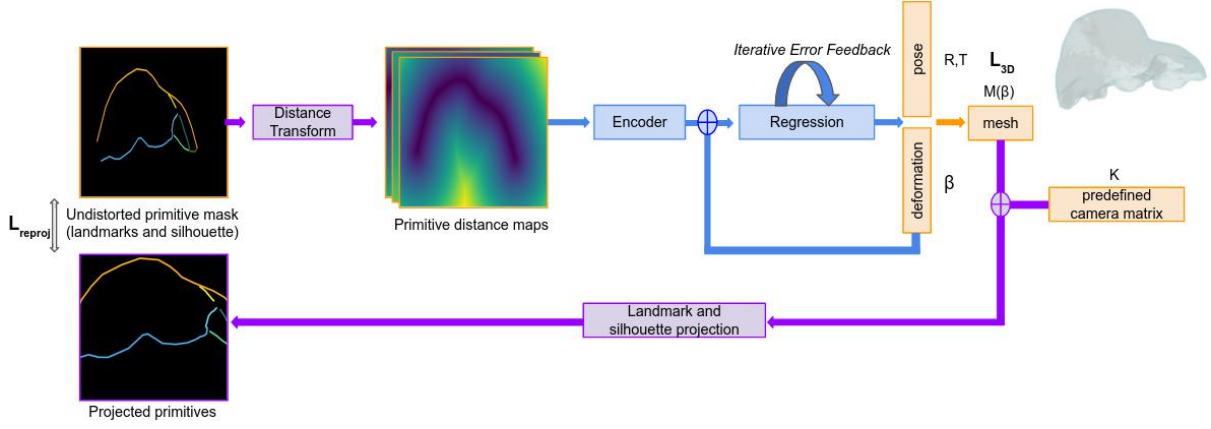 Iterative Error Feedback
pose
R,T
L3D
M(β)
Distance
Transform
Encoder
Regression
mesh
deformation
β
K
predefined
camera matrix
Undistorted primitive mask
(landmarks and silhouette)
Primitive distance maps
Lreproj
Landmark and
silhouette projection
Projected primitives